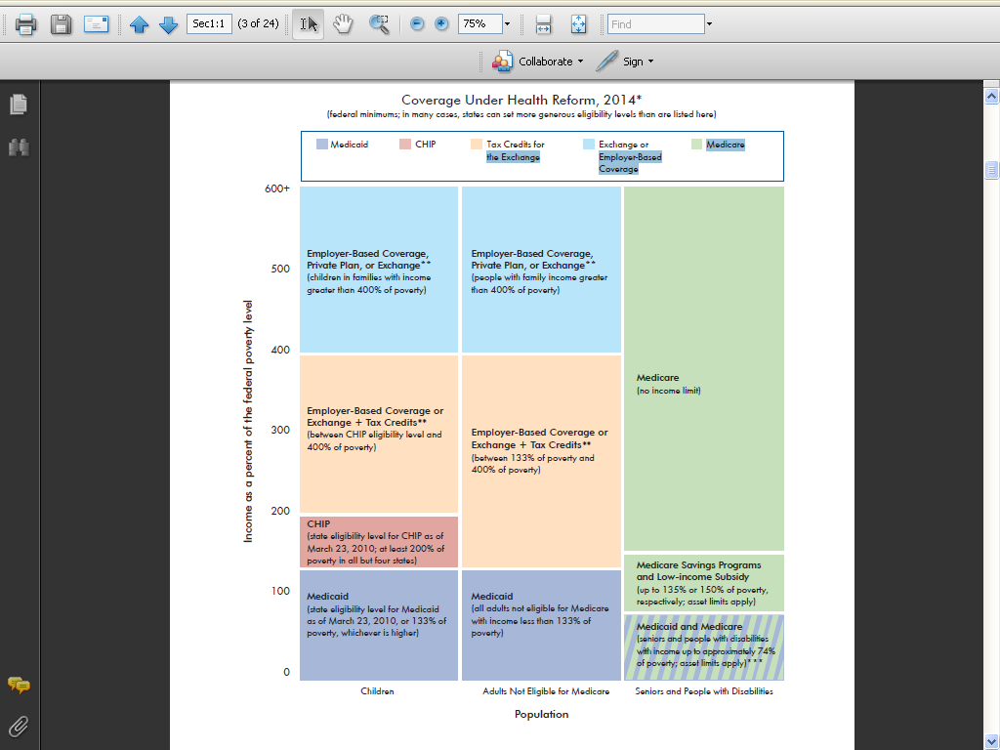 Sec1:1 (3 of 24) 75% Find
Collaborate Sign
Coverage Under Health Reform, 2014*
(federal minimums; in many cases, states can set more generous eligibility levels than are listed here)
Medicaid
CHIP
Tax Credits for
the Exchange
Exchange or
Employer-Based
Coverage
Medicare
Income as a percent of the federal poverty level
600+
500
400
300
200
100
0
Employer-Based Coverage,
Private Plan, or Exchange**
(children in families with income
greater than 400% of poverty)
Employer-Based Coverage or
Exchange + Tax Credits**
(between CHIP eligibility level and
400% of poverty)
CHIP
(state eligibility level for CHIP as of
March 23, 2010; at least 200% of
poverty in all but four states)
Medicaid
(state eligibility level for Medicaid
as of March 23, 2010, or 133% of
poverty, whichever is higher)
Employer-Based Coverage,
Private Plan, or Exchange**
(people with family income greater
than 400% of poverty)
Employer-Based Coverage or
Exchange + Tax Credits**
(between 133% of poverty and
400% of poverty)
Medicaid
(all adults not eligible for Medicare
with income less than 133% of
poverty)
Medicare
(no income limit)
Medicare Savings Programs
and Low-income Subsidy
(up to 135% or 150% of poverty,
respectively; asset limits apply)
Medicaid and Medicare
(seniors and people with disabilities
with income up to approximately 74%
of poverty; asset limits apply)***
Children
Adults Not Eligible for Medicare
Seniors and People with Disabilities
Population